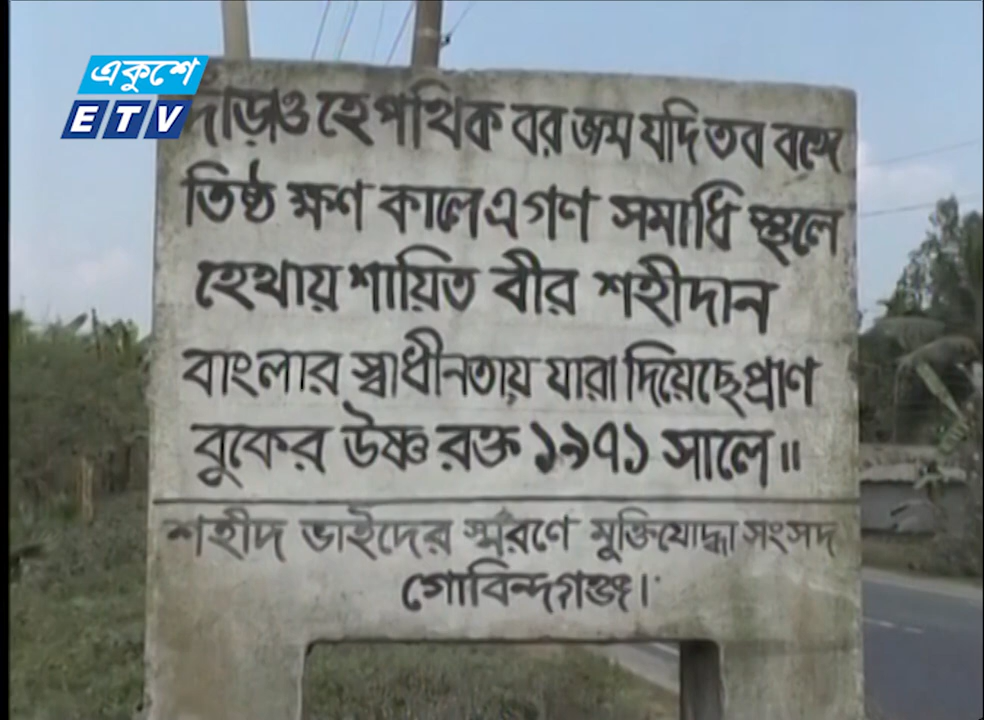 একুশে
ETV
দাঁড়াও হে পথিক বর জন্ম যদি তব বঙ্গে
তিষ্ঠ ক্ষণ কালে এ গণ সমাধি স্থলে
হেথায় শায়িত বীর শহীদান
বাংলার স্বাধীনতায় যারা দিয়েছে প্রাণ
বুকের উষ্ণ রক্ত ১৯৭১ সালে॥
শহীদ ভাইদের স্মরণে মুক্তিযোদ্ধা সংসদ
গোবিন্দগঞ্জ।